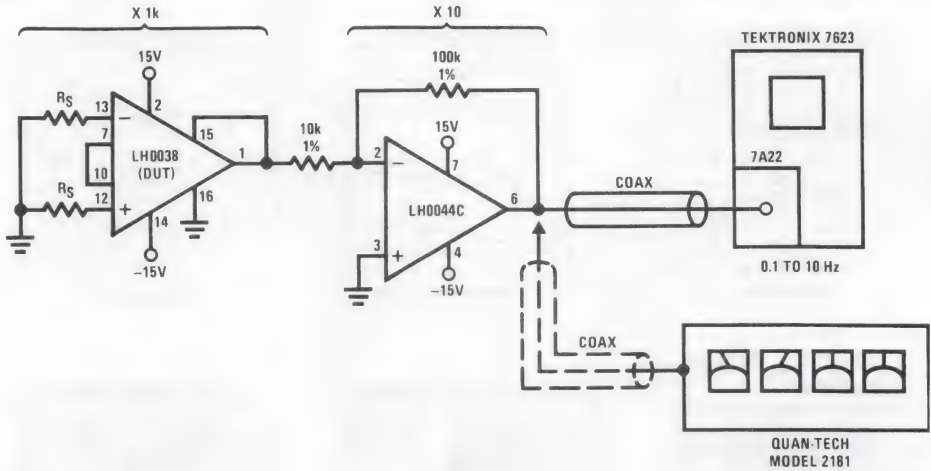 X 1k
X 10
TEKTRONIX 7623
15V
100k
1%
RS
13
2
15
7
10k
1%
15V
7A22
LH0038
(DUT)
1
2
7
10
RS
12
16
LH0044C
6
COAX
14
3
4
-15V
-15V
0.1 TO 10 Hz
COAX
QUAN-TECH
MODEL 2181